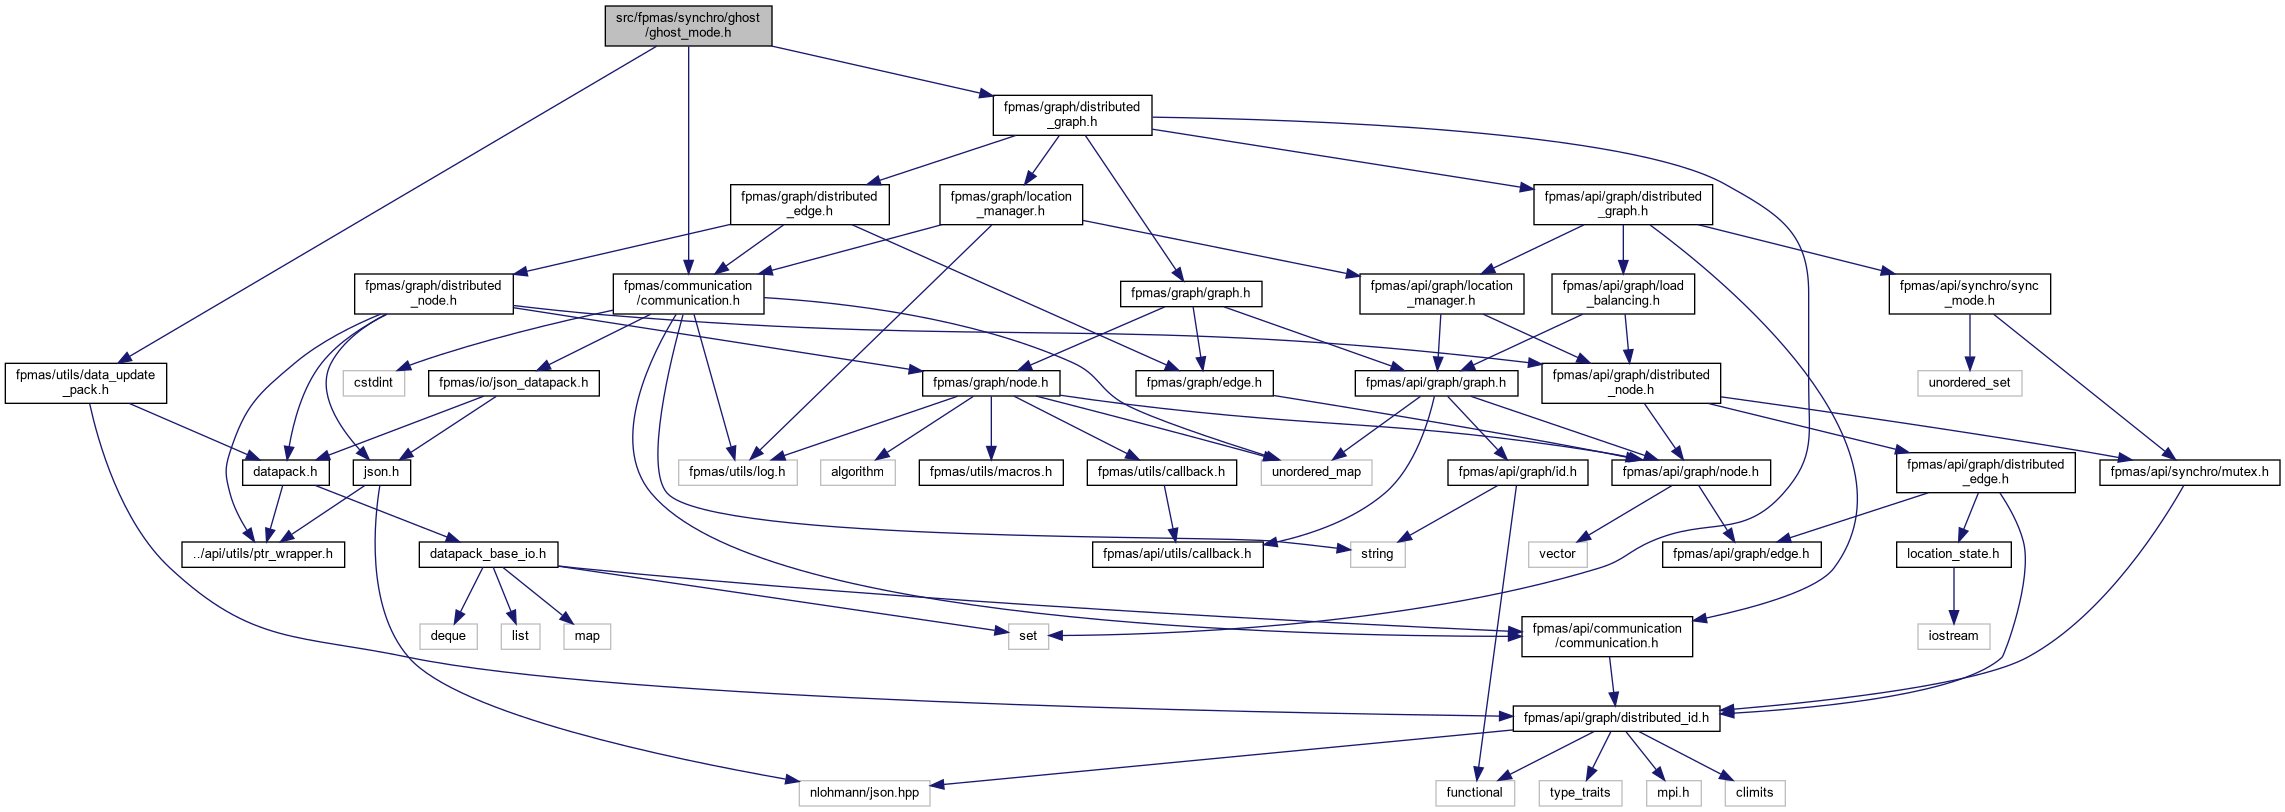 src/fpmas/synchro/ghost
/ghost_mode.h
fpmas/graph/distributed
_graph.h
fpmas/graph/distributed
_edge.h
fpmas/graph/location
_manager.h
fpmas/api/graph/distributed
_graph.h
fpmas/graph/distributed
_node.h
fpmas/communication
/communication.h
fpmas/graph/graph.h
fpmas/api/graph/location
_manager.h
fpmas/api/graph/load
_balancing.h
fpmas/api/synchro/sync
_mode.h
fpmas/utils/data_update
_pack.h
cstdint
fpmas/io/json_datapack.h
fpmas/graph/node.h
fpmas/graph/edge.h
fpmas/api/graph/graph.h
fpmas/api/graph/distributed
_node.h
unordered_set
datapack.h
json.h
fpmas/utils/log.h
algorithm
fpmas/utils/macros.h
fpmas/utils/callback.h
unordered_map
fpmas/api/graph/id.h
fpmas/api/graph/node.h
fpmas/api/graph/distributed
_edge.h
fpmas/api/synchro/mutex.h
../api/utils/ptr_wrapper.h
datapack_base_io.h
fpmas/api/utils/callback.h
string
vector
fpmas/api/graph/edge.h
location_state.h
deque
list
map
set
fpmas/api/communication
/communication.h
iostream
fpmas/api/graph/distributed_id.h
nlohmann/json.hpp
functional
type_traits
mpi.h
climits